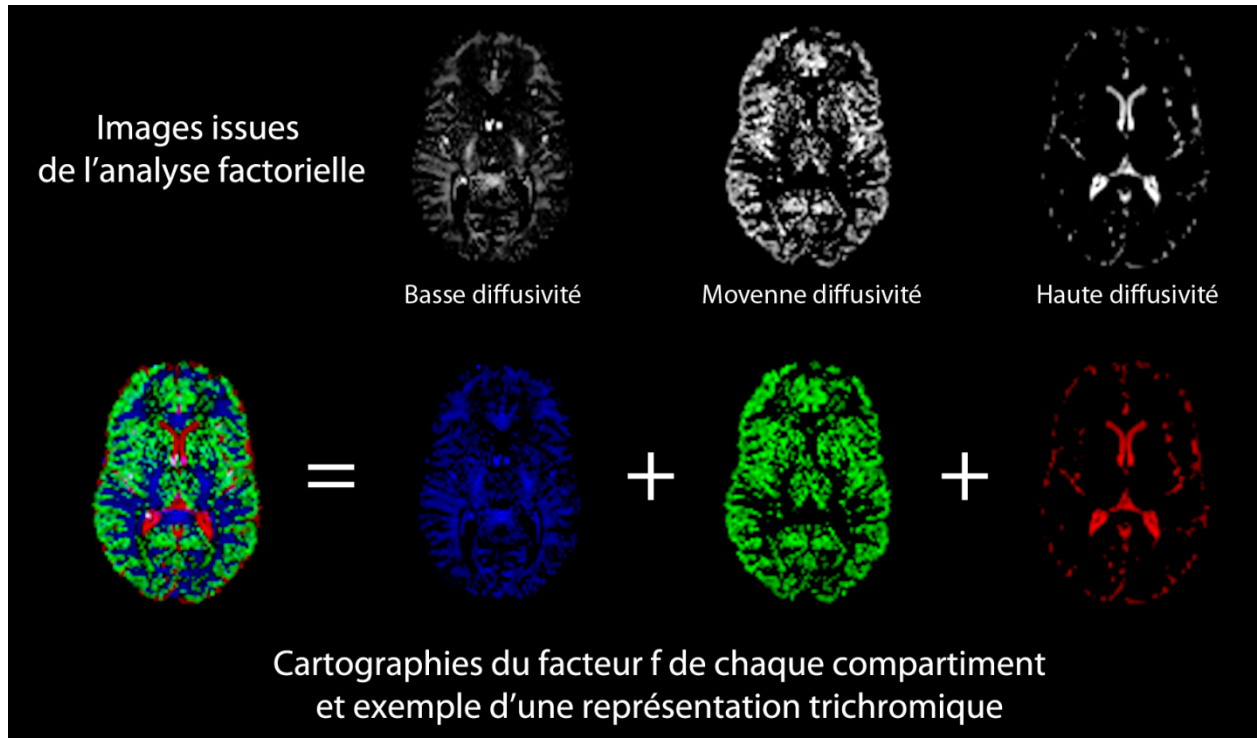 Images issues
de l'analyse factorielle
Basse diffusivité
Movenne diffusivité
Haute diffusivité
= + +
Cartographies du facteur f de chaque compartiment
et exemple d'une représentation trichromique